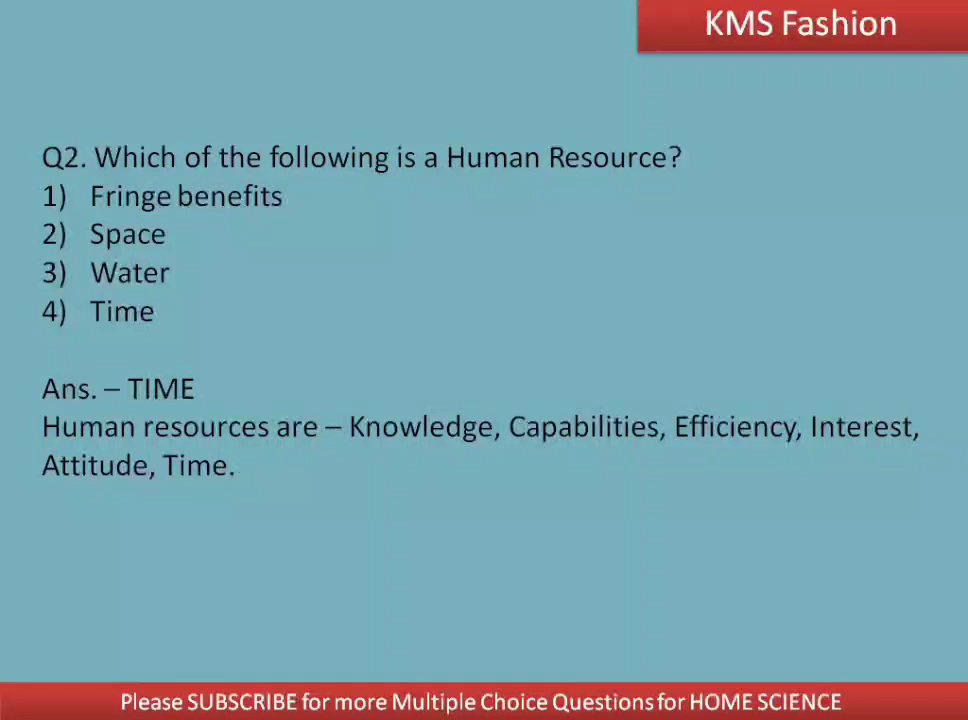 KMS Fashion
Q2. Which of the following is a Human Resource?
1) Fringe benefits
2) Space
3) Water
4) Time
Ans. – TIME
Human resources are – Knowledge, Capabilities, Efficiency, Interest,
Attitude, Time.
Please SUBSCRIBE for more Multiple Choice Questions for HOME SCIENCE